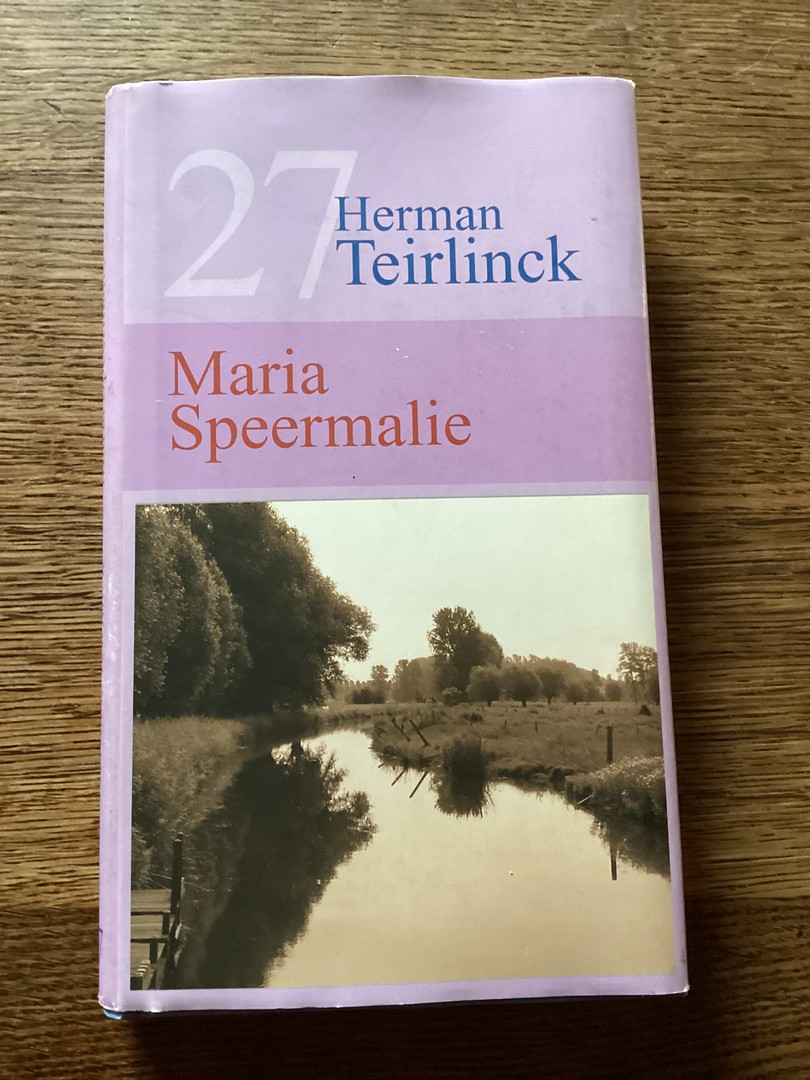 27
Herman
Teirlinck
Maria
Speermalie